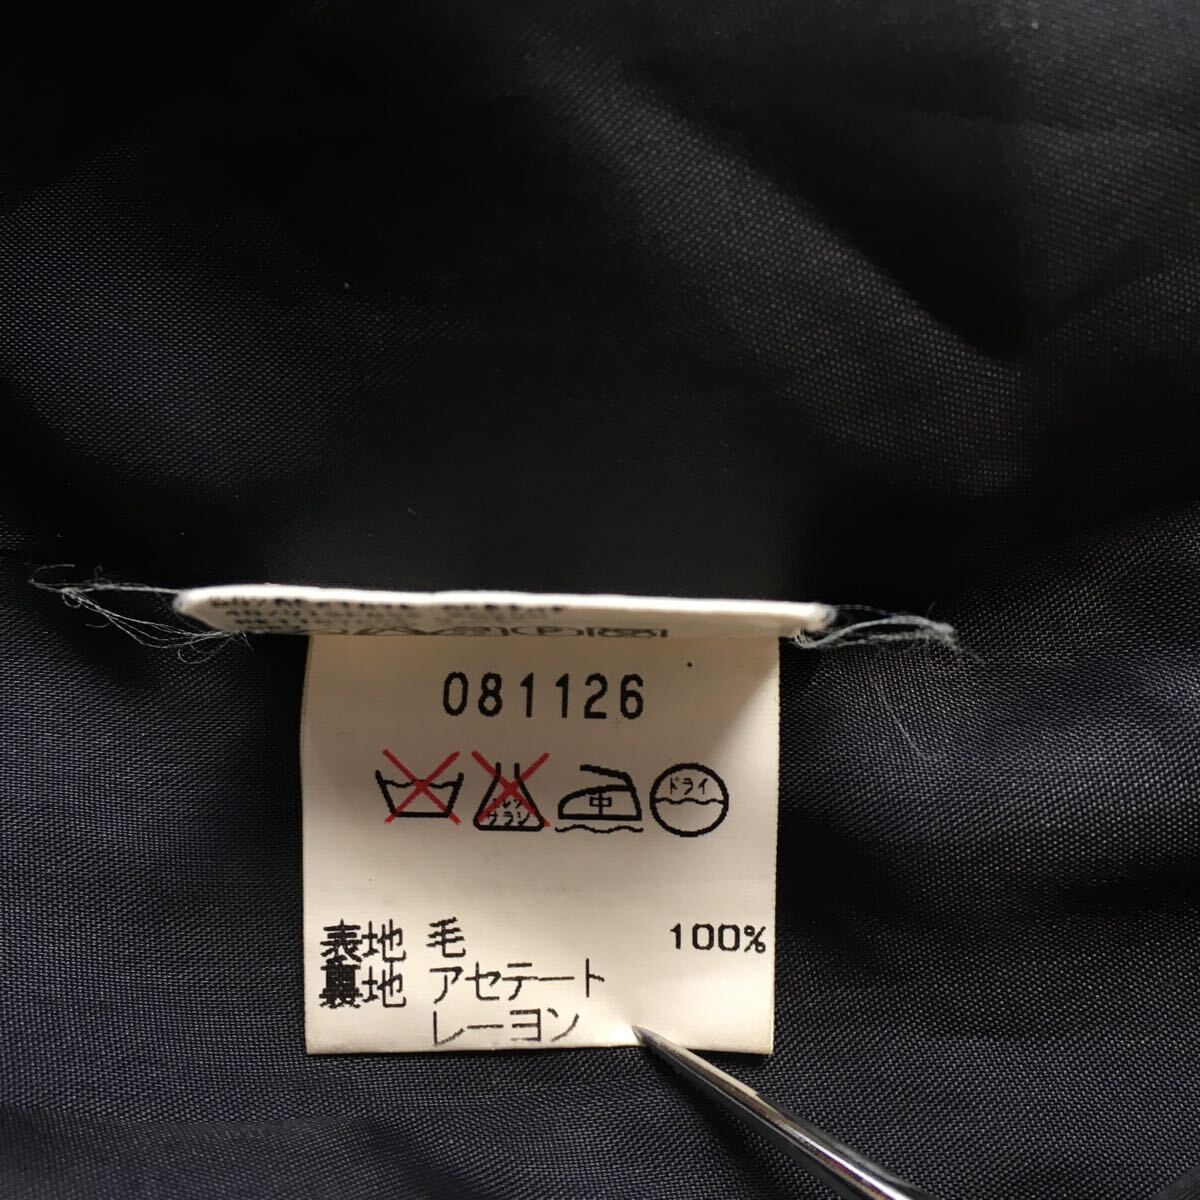 081126
中 ドライ
表地 毛 100%
裏地 アセテート
レーヨン